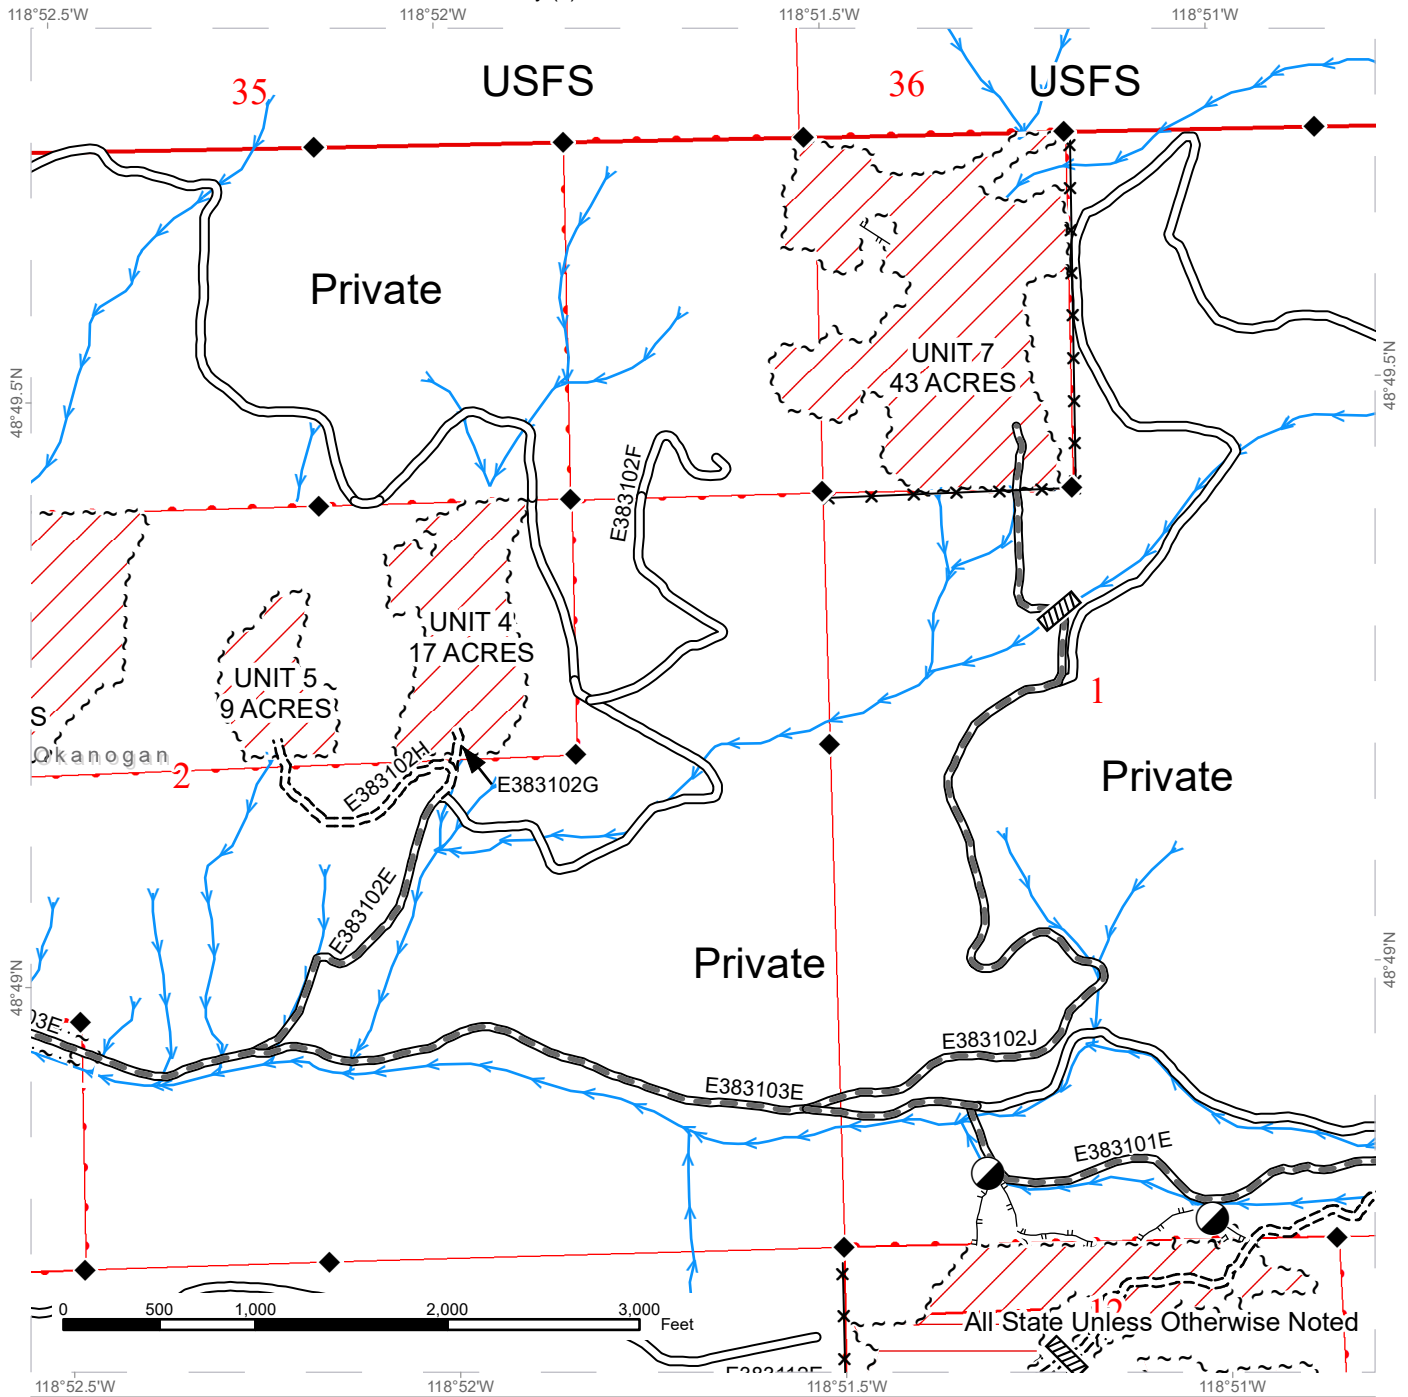 118°52.5'W
118°52'W
118°51.5'W
118°51'W
35
USFS
36
USFS
Private
UNIT 7
43 ACRES
48°49.5'N
48°49.5'N
E383102F
UNIT 4
17 ACRES
UNIT 5
9 ACRES
S
Okanogan
2
1
E383102H
E383102G
Private
E383102E
Private
48°49'N
48°49'N
03E
E383102J
E383103E
E383101E
0
500
1,000
2,000
3,000
Feet
12
All State Unless Otherwise Noted
118°52.5'W
118°52'W
118°51.5'W
118°51'W